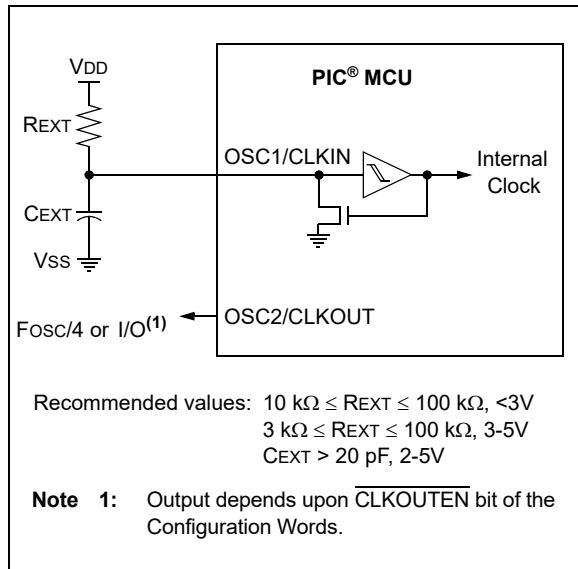 VDD
PIC® MCU
REXT
OSC1/CLKIN
Internal
Clock
CEXT
VSS
OSC2/CLKOUT
FOSC/4 or I/O(1)
Recommended values: 10 kΩ ≤ REXT ≤ 100 kΩ, <3V
3 kΩ ≤ REXT ≤ 100 kΩ, 3-5V
CEXT > 20 pF, 2-5V
Note 1: Output depends upon CLKOUTEN bit of the
Configuration Words.